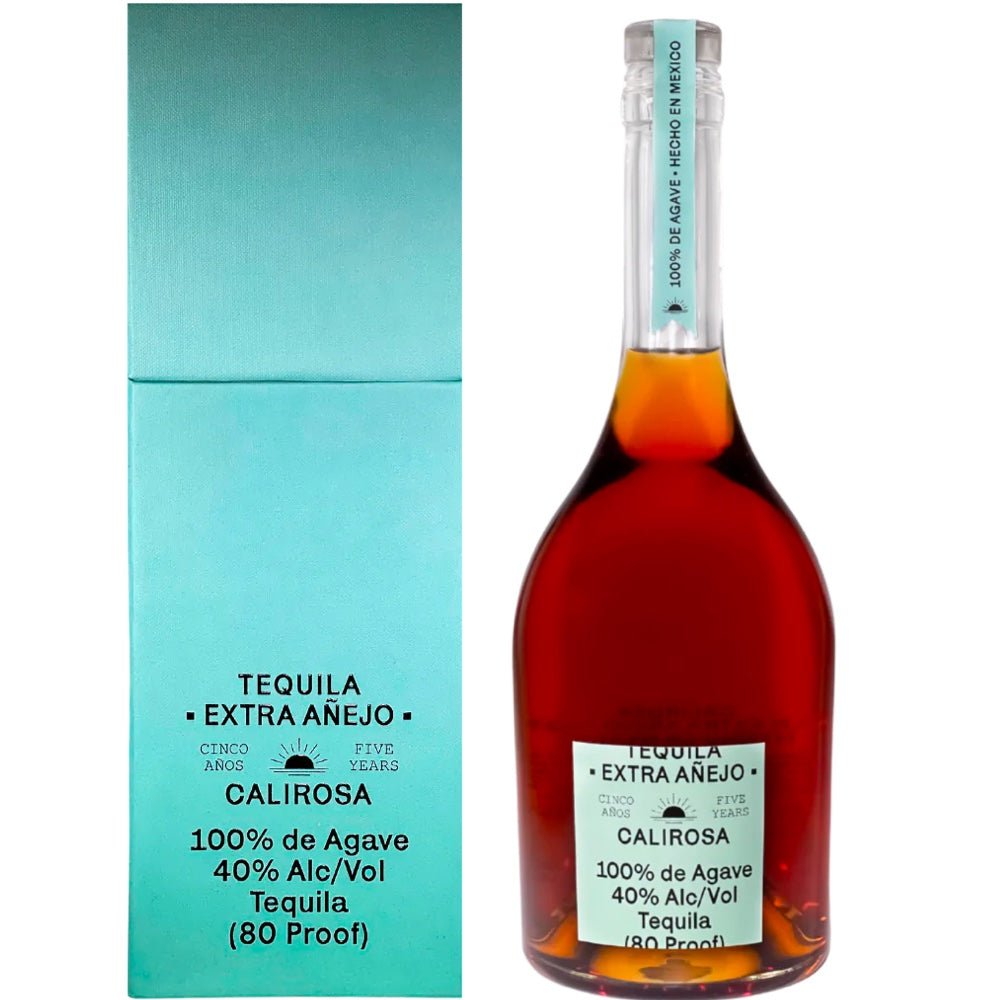 TEQUILA
▪ EXTRA AÑEJO ▪
CINCO AÑOS
FIVE YEARS
CALIROSA
100% de Agave
40% Alc/Vol
Tequila
(80 Proof)
100% DE AGAVE • HECHO EN MEXICO
TEQUILA
▪ EXTRA AÑEJO ▪
CINCO AÑOS
FIVE YEARS
CALIROSA
100% de Agave
40% Alc/Vol
Tequila
(80 Proof)